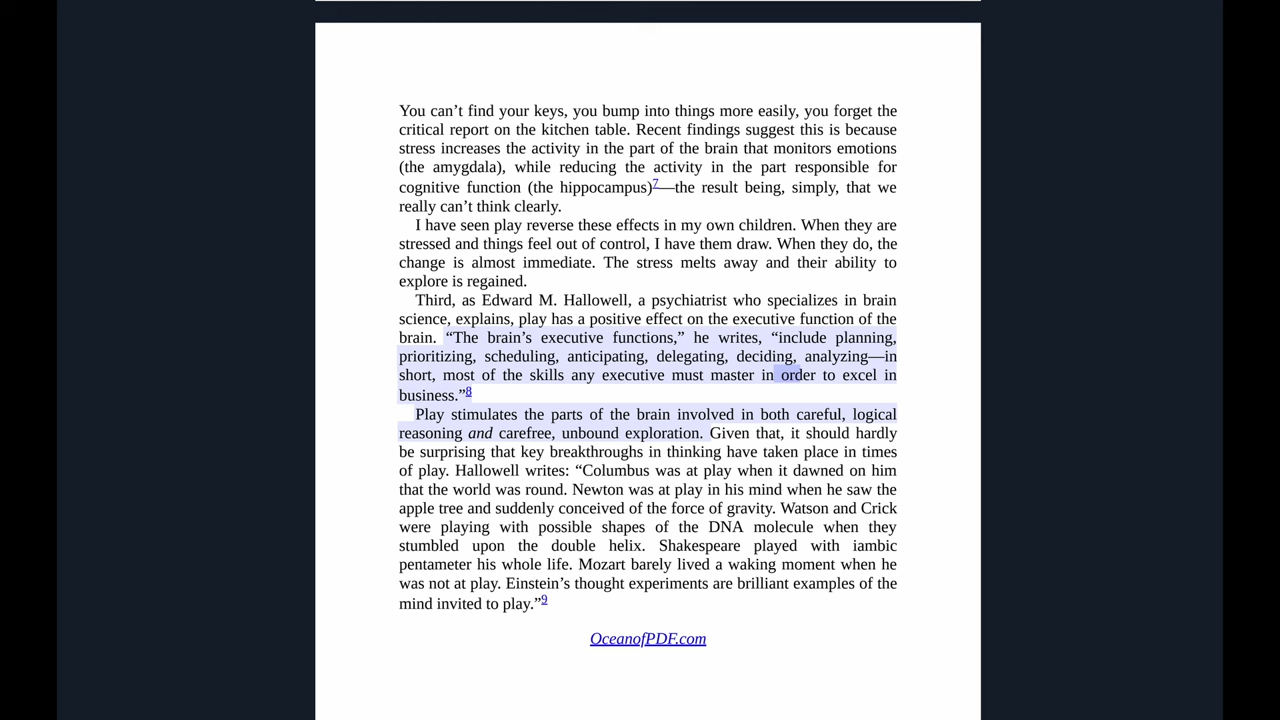 You can’t find your keys, you bump into things more easily, you forget the
critical report on the kitchen table. Recent findings suggest this is because
stress increases the activity in the part of the brain that monitors emotions
(the amygdala), while reducing the activity in the part responsible for
cognitive function (the hippocampus)7—the result being, simply, that we
really can’t think clearly.
I have seen play reverse these effects in my own children. When they are
stressed and things feel out of control, I have them draw. When they do, the
change is almost immediate. The stress melts away and their ability to
explore is regained.
Third, as Edward M. Hallowell, a psychiatrist who specializes in brain
science, explains, play has a positive effect on the executive function of the
brain. “The brain’s executive functions,” he writes, “include planning,
prioritizing, scheduling, anticipating, delegating, deciding, analyzing—in
short, most of the skills any executive must master in order to excel in
business.”8
Play stimulates the parts of the brain involved in both careful, logical
reasoning and carefree, unbound exploration. Given that, it should hardly
be surprising that key breakthroughs in thinking have taken place in times
of play. Hallowell writes: “Columbus was at play when it dawned on him
that the world was round. Newton was at play in his mind when he saw the
apple tree and suddenly conceived of the force of gravity. Watson and Crick
were playing with possible shapes of the DNA molecule when they
stumbled upon the double helix. Shakespeare played with iambic
pentameter his whole life. Mozart barely lived a waking moment when he
was not at play. Einstein’s thought experiments are brilliant examples of the
mind invited to play.”9
OceanofPDF.com